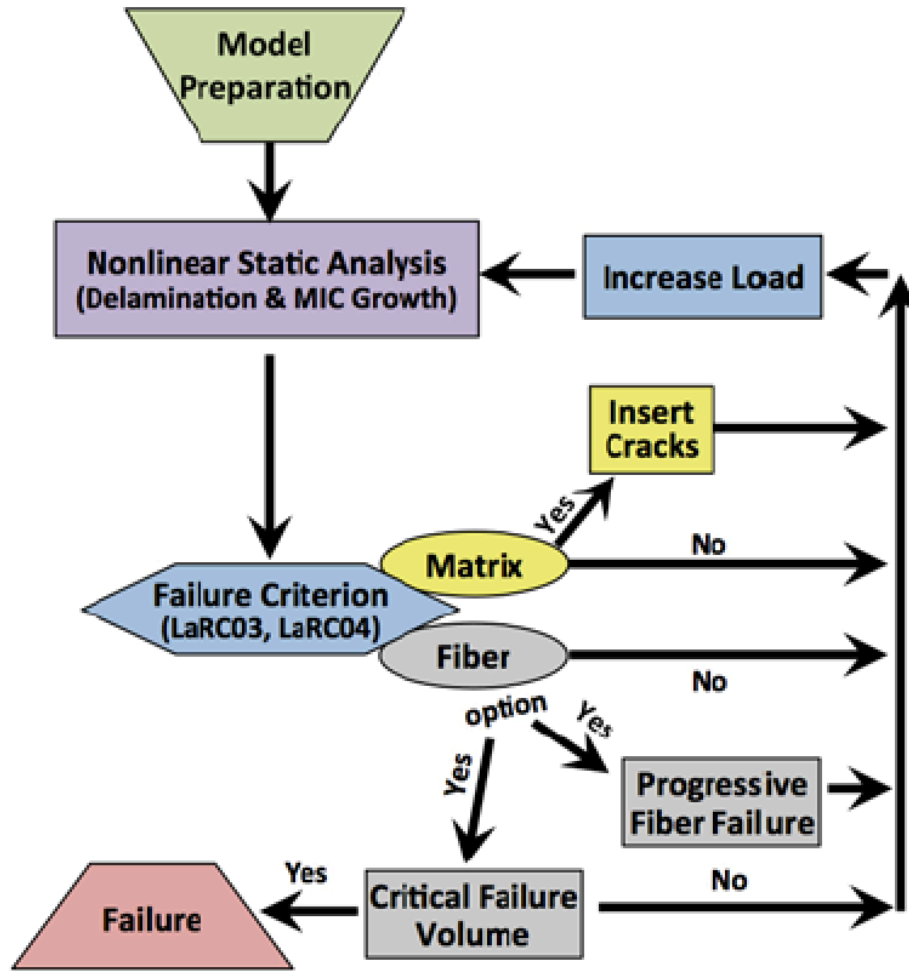 Model
Preparation
Nonlinear Static Analysis
(Delamination & MIC Growth)
Increase Load
Insert
Cracks
Yes
Matrix
No
Failure Criterion
(LaRC03, LaRC04)
Fiber
No
option
Yes
Yes
Progressive
Fiber Failure
Yes
Critical Failure
Volume
No
Failure